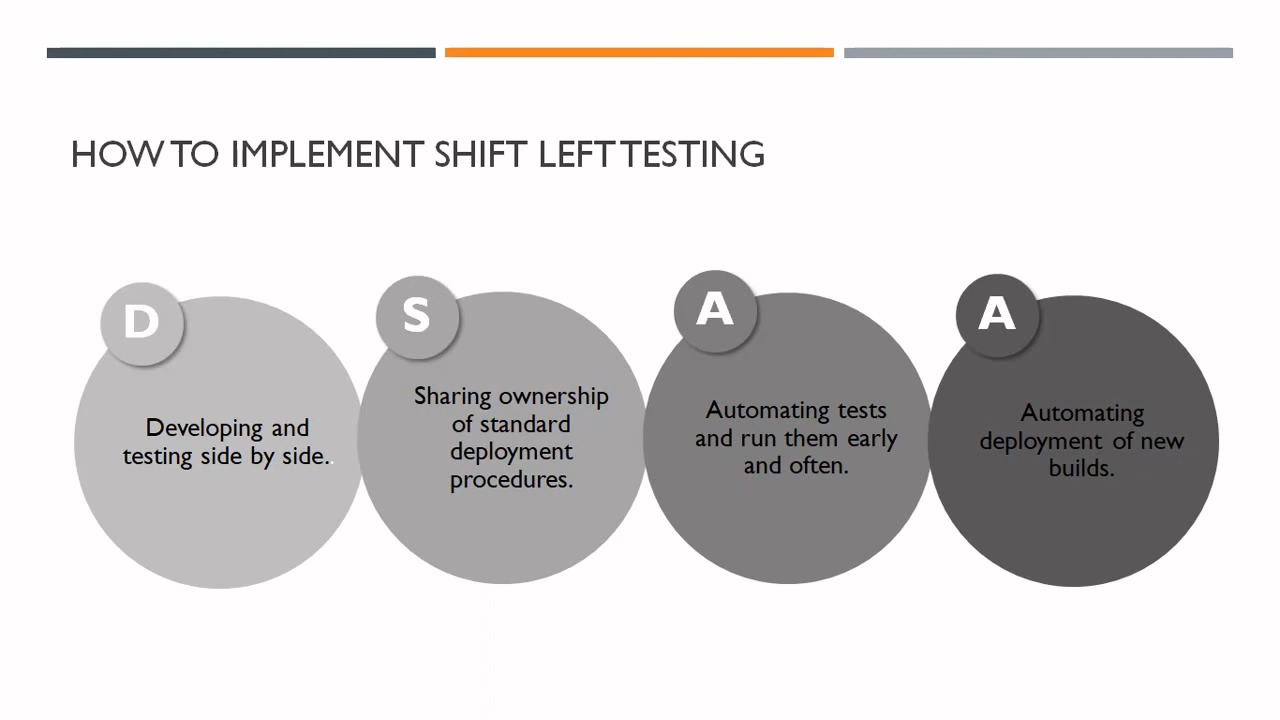 HOW TO IMPLEMENT SHIFT LEFT TESTING
D
Developing and
testing side by side.
S
Sharing ownership
of standard
deployment
procedures.
A
Automating tests
and run them early
and often.
A
Automating
deployment of new
builds.